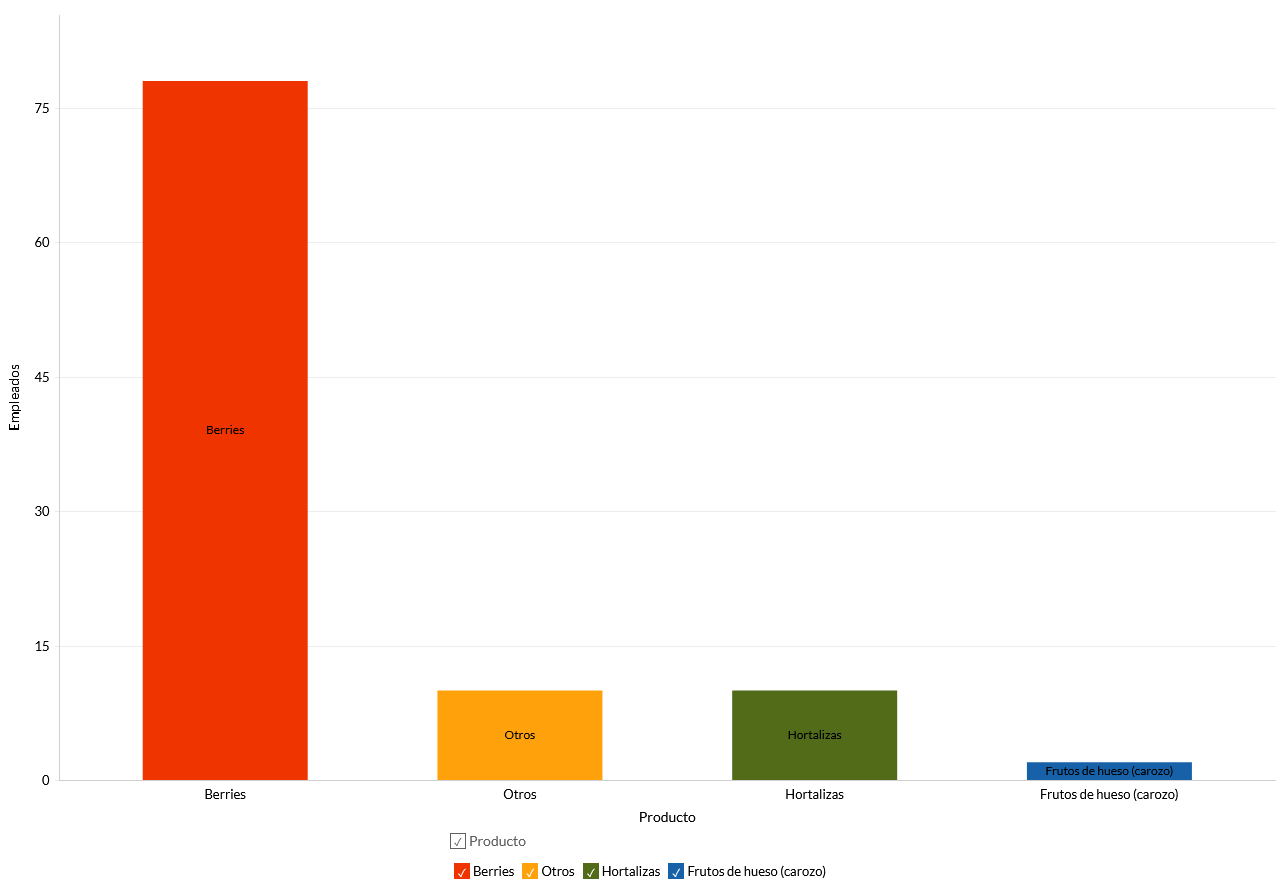 75
60
45
30
15
0
Empleados
Berries
Otros
Hortalizas
Frutos de hueso (carozo)
Berries
Otros
Hortalizas
Frutos de hueso (carozo)
Producto
Producto
Berries
Otros
Hortalizas
Frutos de hueso (carozo)